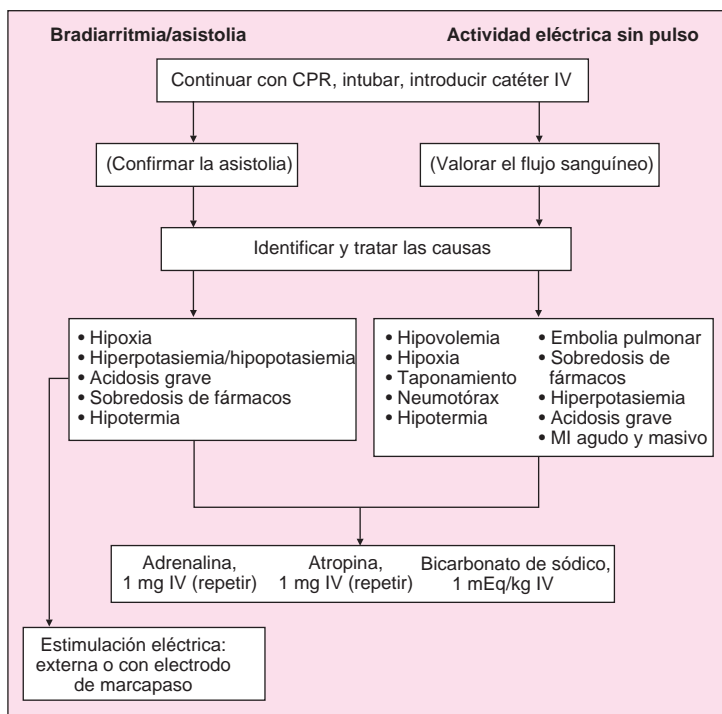 Bradiarritmia/asistolia
Actividad eléctrica sin pulso
Continuar con CPR, intubar, introducir catéter IV
(Confirmar la asistolia)
(Valorar el flujo sanguíneo)
Identificar y tratar las causas
• Hipoxia
• Hiperpotasiemia/hipopotasiemia
• Acidosis grave
• Sobredosis de fármacos
• Hipotermia
• Hipovolemia
• Hipoxia
• Taponamiento
• Neumotórax
• Hipotermia
• Embolia pulmonar
• Sobredosis de
fármacos
• Hiperpotasiemia
• Acidosis grave
• MI agudo y masivo
Adrenalina,
1 mg IV (repetir)
Atropina,
1 mg IV (repetir)
Bicarbonato de sódico,
1 mEq/kg IV
Estimulación eléctrica:
externa o con electrodo
de marcapaso